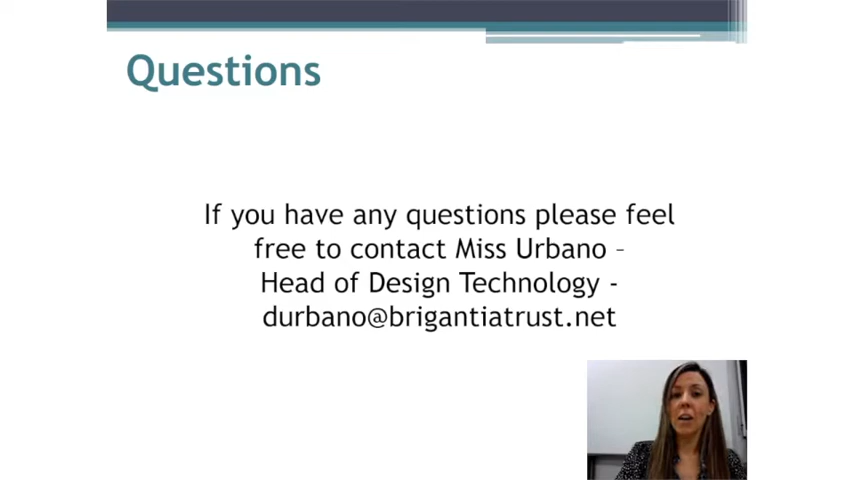 Questions
If you have any questions please feel
free to contact Miss Urbano –
Head of Design Technology -
durbano@brigantiatrust.net